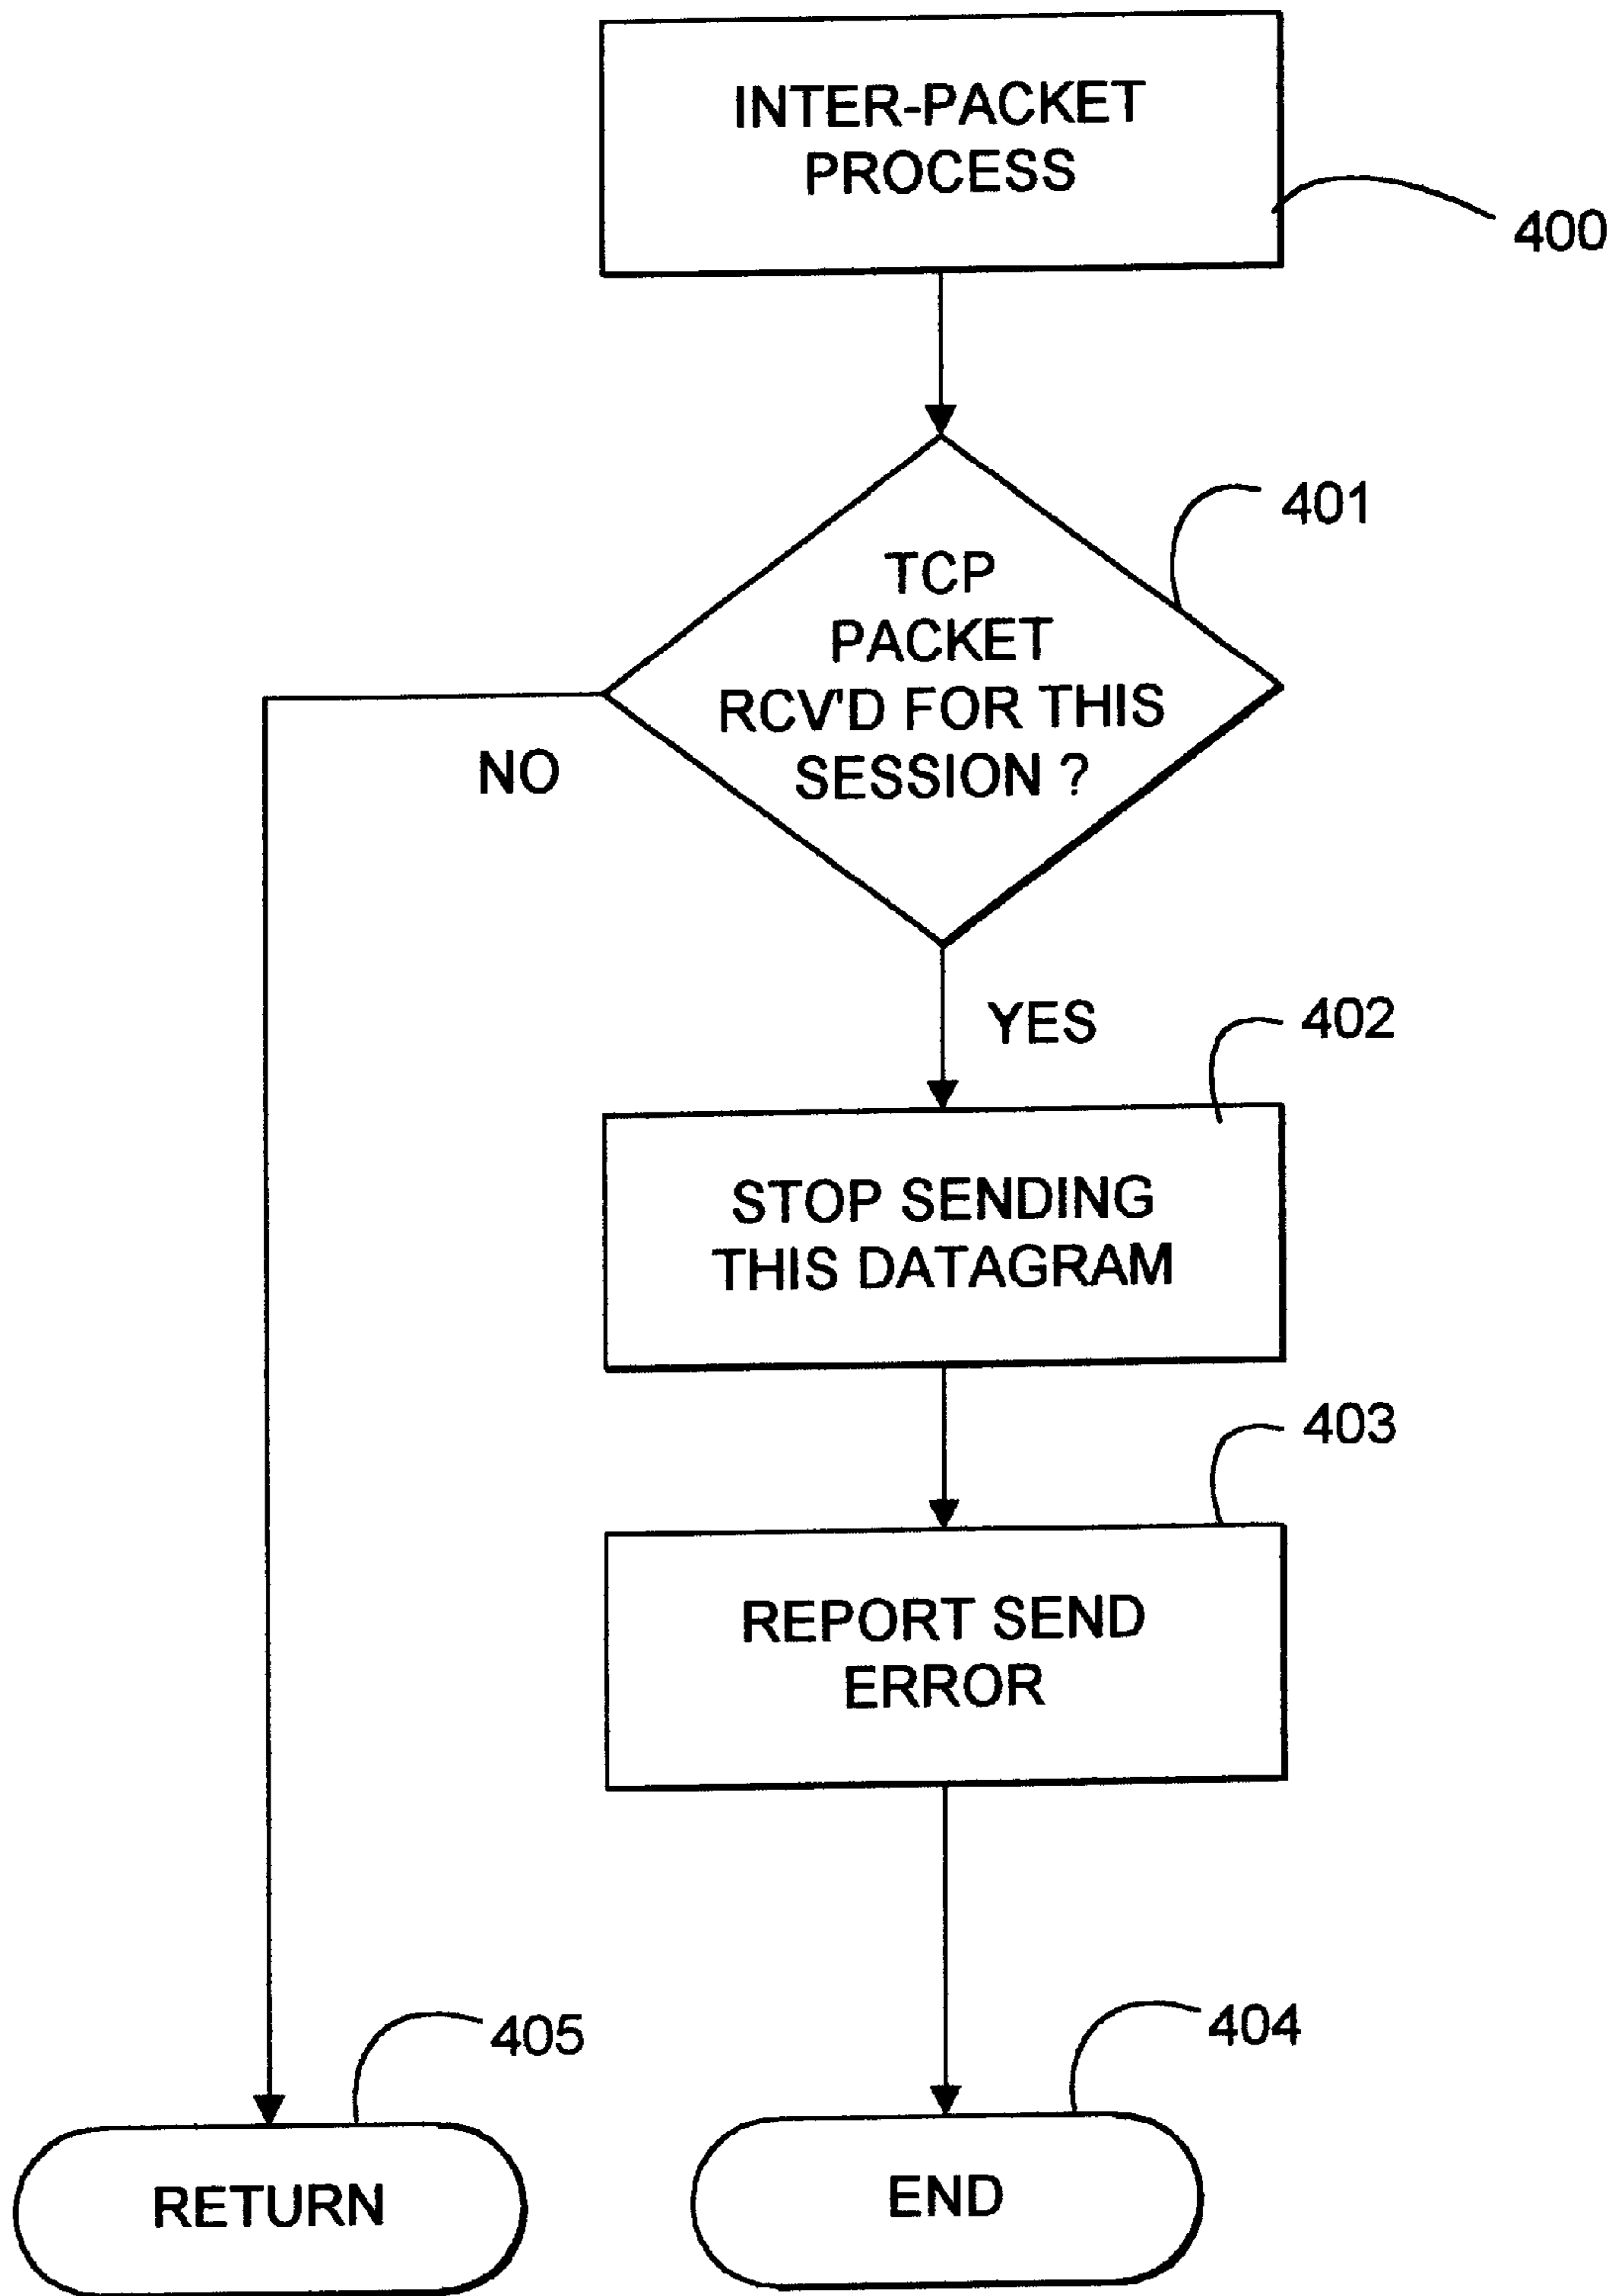 INTER-PACKET
PROCESS
400
401
TCP
PACKET
RCV'D FOR THIS
SESSION ?
NO
YES
402
STOP SENDING
THIS DATAGRAM
403
REPORT SEND
ERROR
405
404
RETURN
END